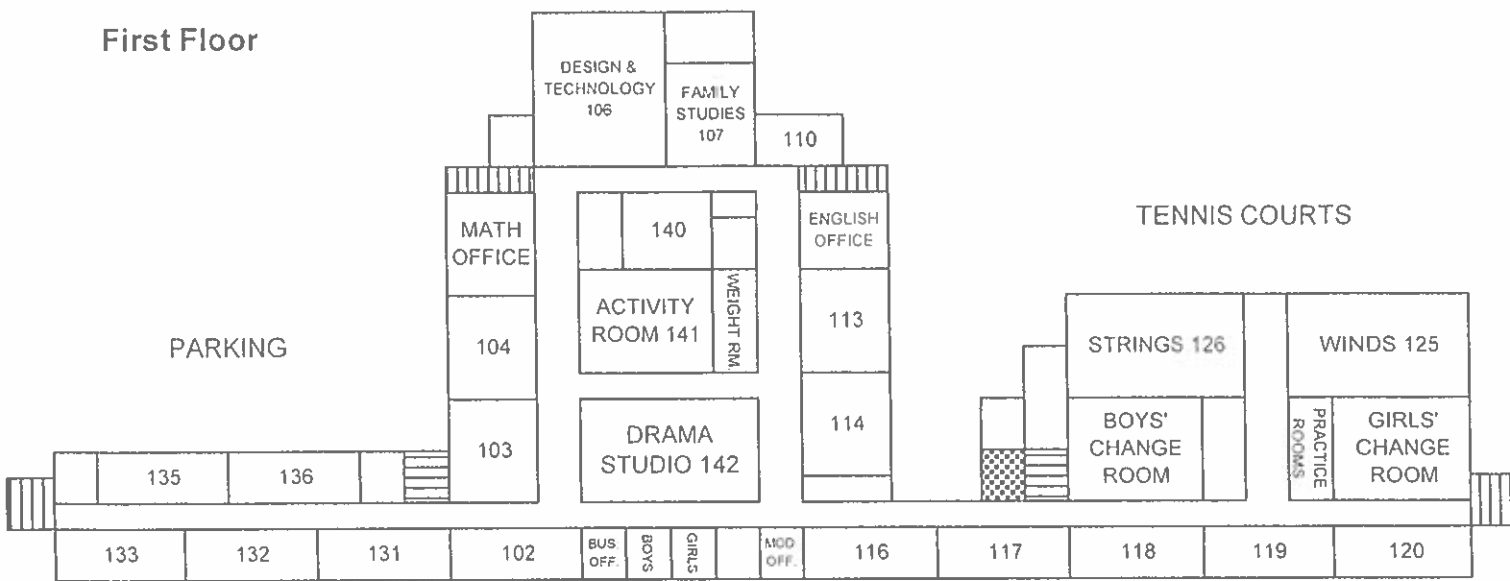 First Floor
DESIGN &
TECHNOLOGY
106
FAMILY
STUDIES
107
110
MATH
OFFICE
140
ENGLISH
OFFICE
TENNIS COURTS
ACTIVITY
ROOM 141
WEIGHT RM.
113
PARKING
104
STRINGS 126
WINDS 125
103
DRAMA
STUDIO 142
114
BOYS'
CHANGE
ROOM
PRACTICE
ROOMS
GIRLS'
CHANGE
ROOM
135
136
133
132
131
102
BUS.
OFF.
BOYS
GIRLS
MOD
OFF.
116
117
118
119
120